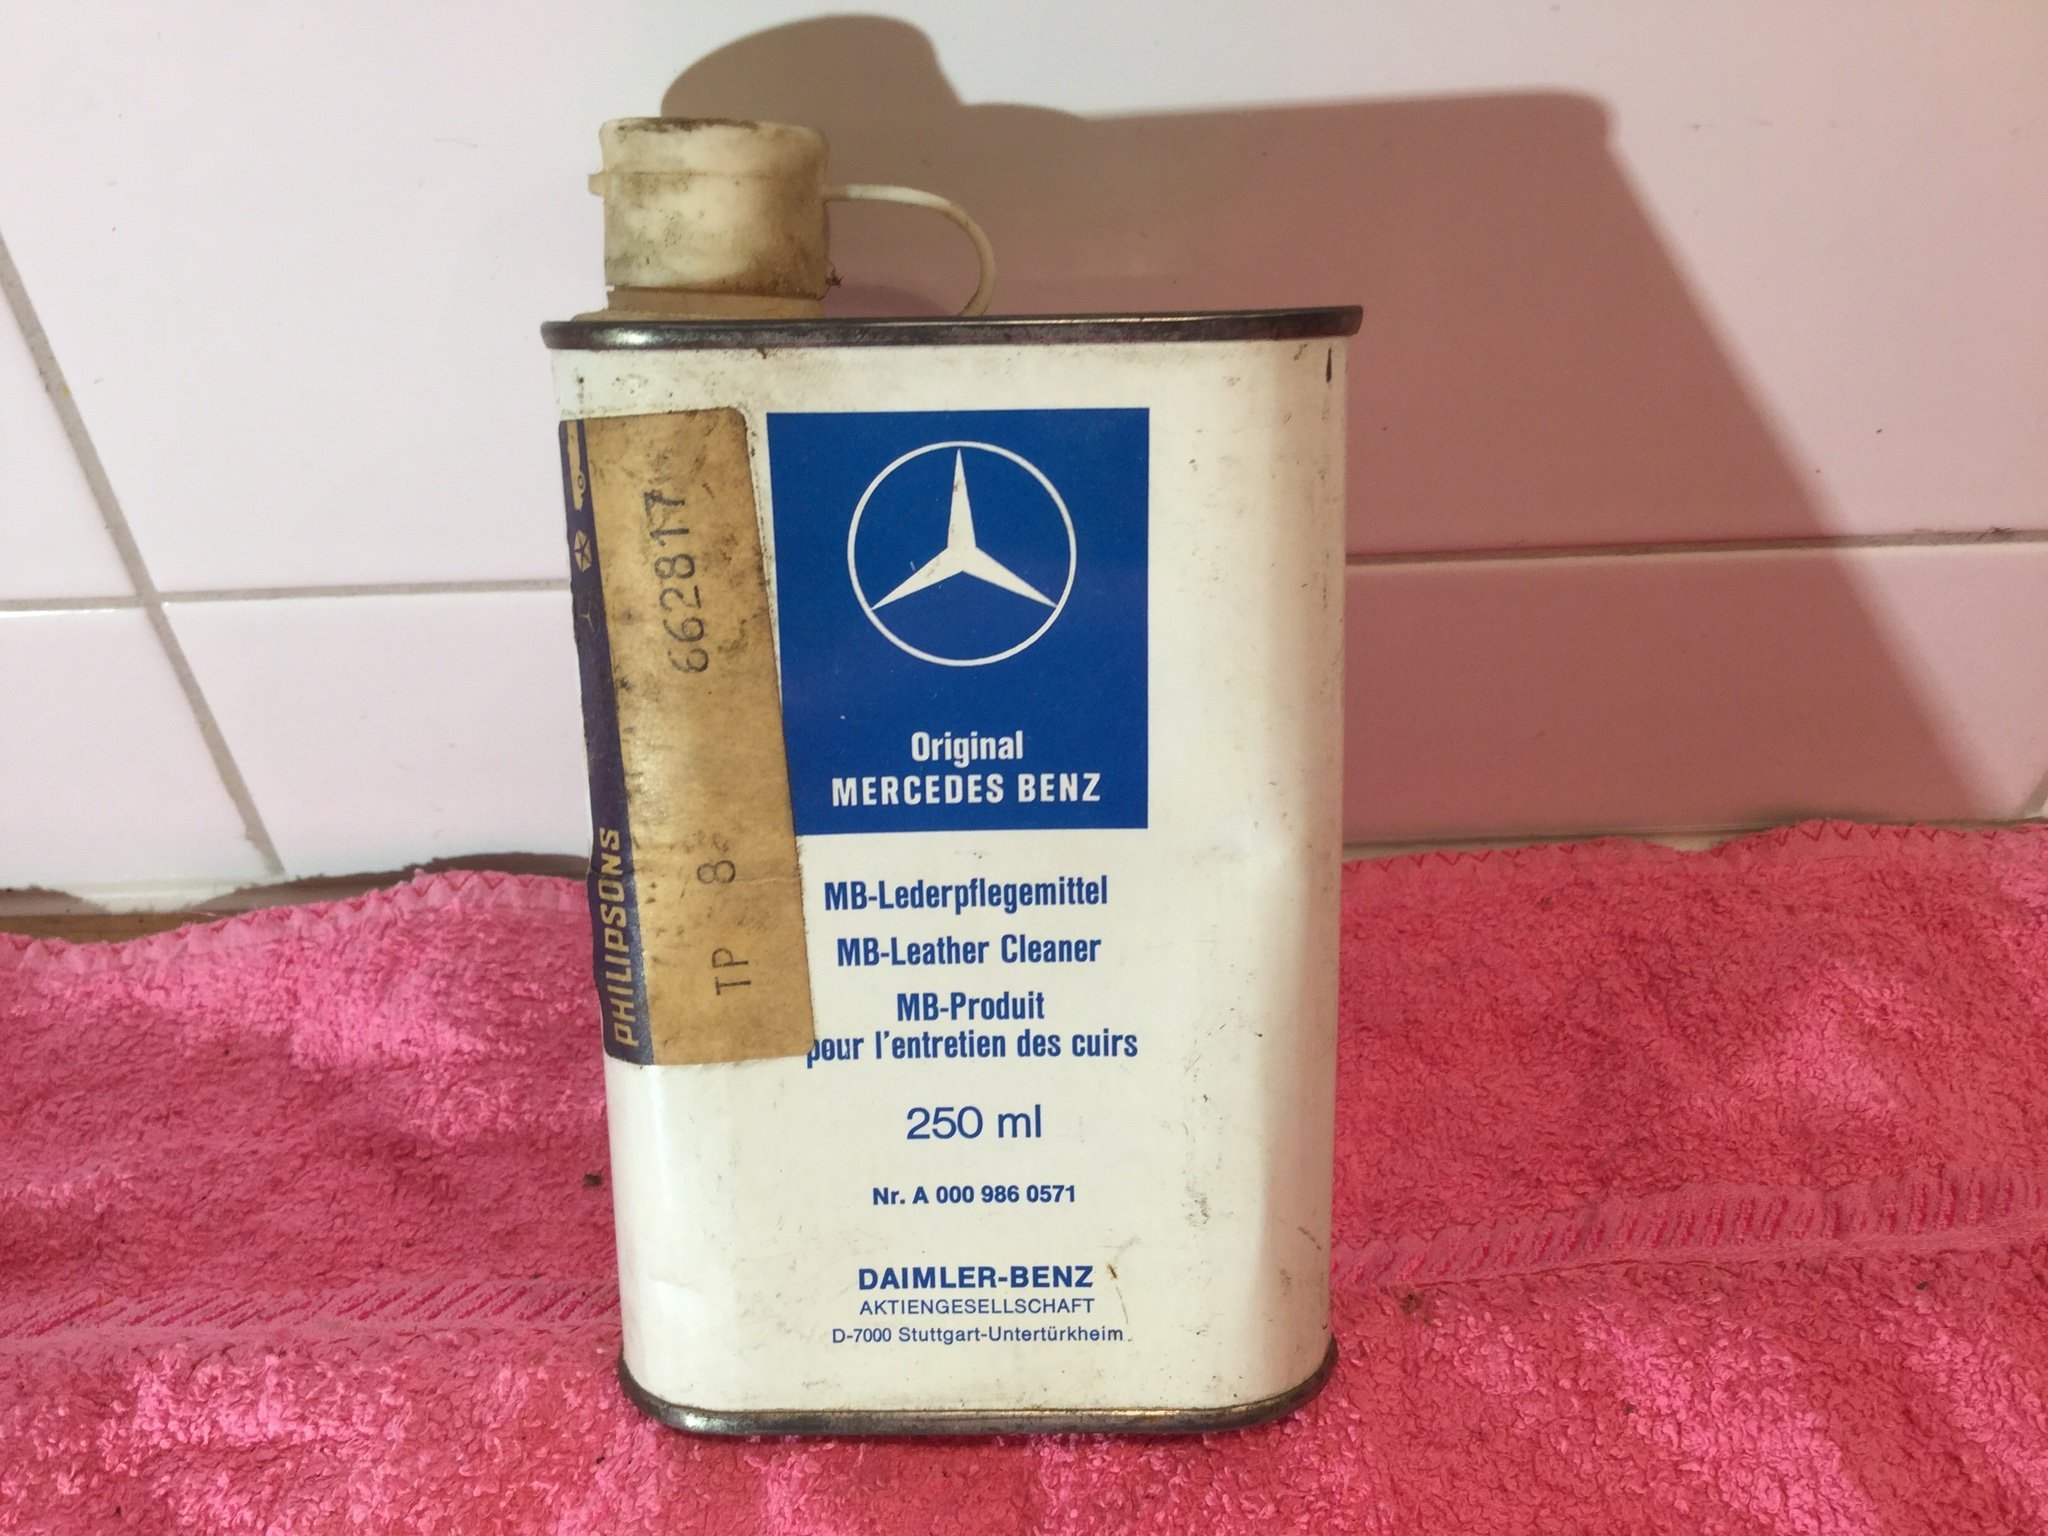 PHILIPSONS
662817
TP 8
Original
MERCEDES BENZ
MB-Lederpflegemittel
MB-Leather Cleaner
MB-Produit
pour l'entretien des cuirs
250 ml
Nr. A 000 986 0571
DAIMLER-BENZ
AKTIENGESELLSCHAFT
D-7000 Stuttgart-Untertürkheim